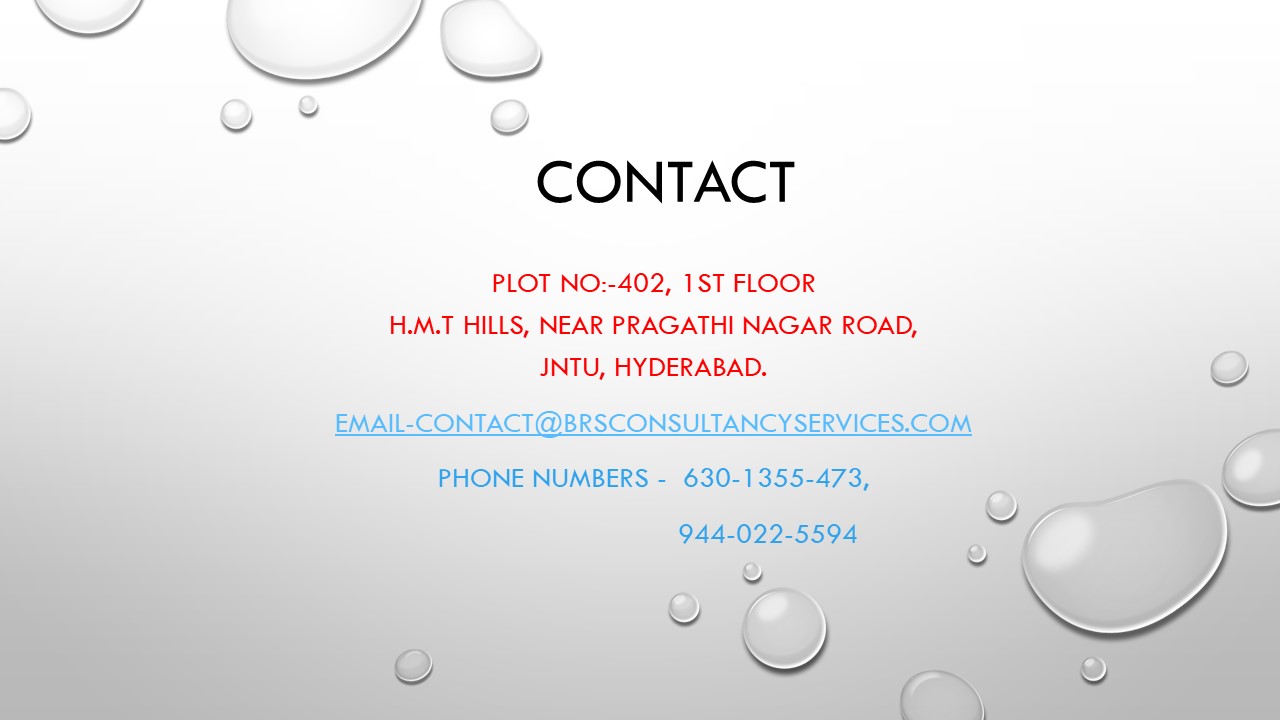 CONTACT
PLOT NO:-402, 1ST FLOOR
H.M.T HILLS, NEAR PRAGATHI NAGAR ROAD,
JNTU, HYDERABAD.
EMAIL-CONTACT@BRSCONSULTANCYSERVICES.COM
PHONE NUMBERS - 630-1355-473,
944-022-5594